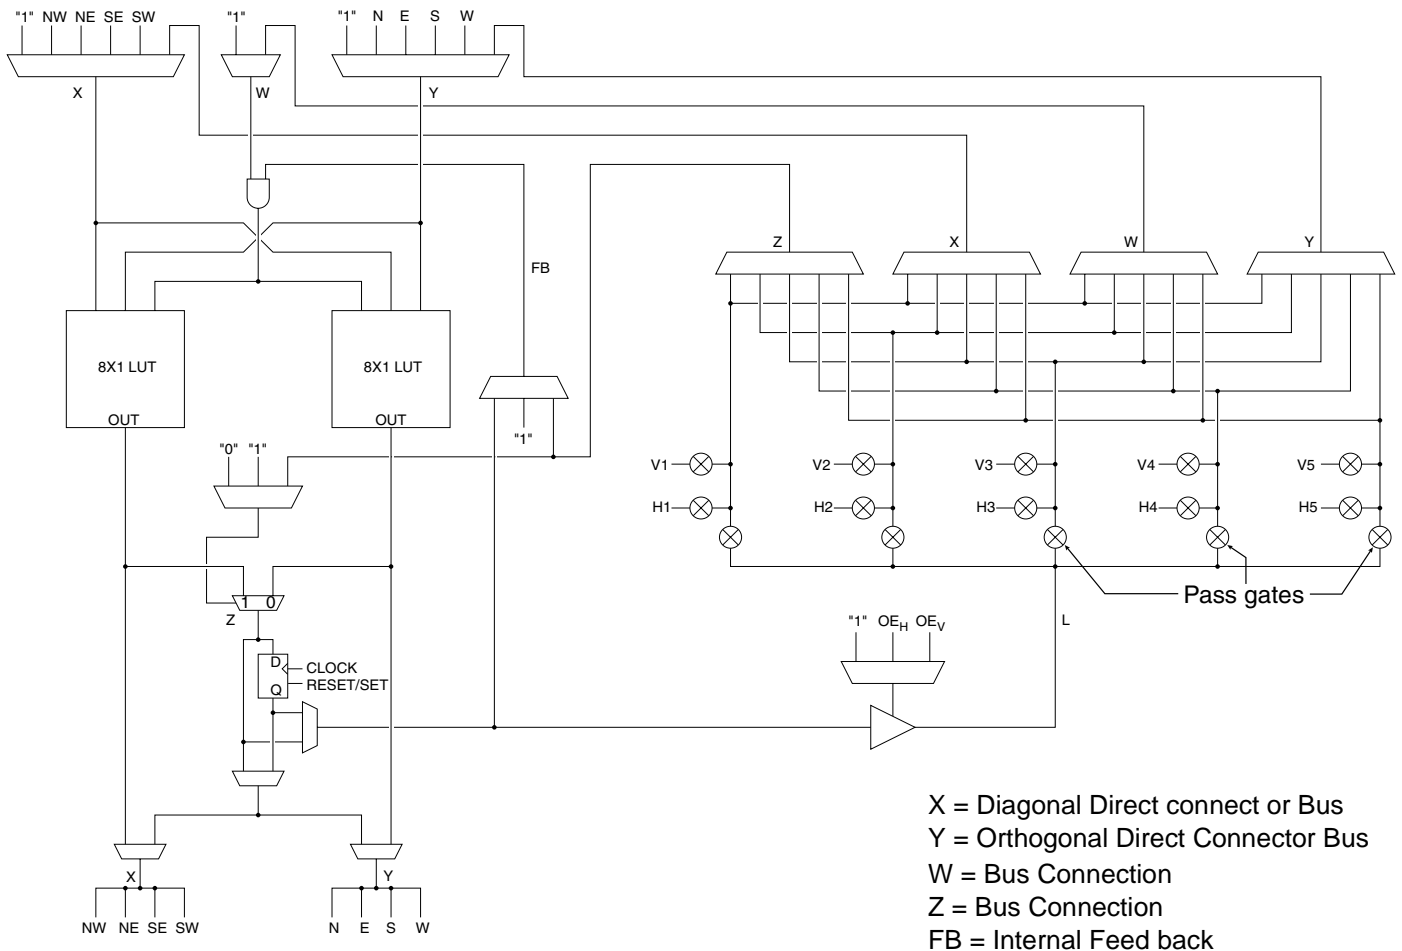 "1" NW NE SE SW
"1"
"1" N E S W
X
W
Y
Z
X
W
Y
FB
8X1 LUT
OUT
8X1 LUT
OUT
"1"
"0" "1"
V1
V2
V3
V4
V5
H1
H2
H3
H4
H5
Pass gates
1 0
Z
"1" OEH OEV
L
D
CLOCK
Q
RESET/SET
X
Y
NW NE SE SW
N E S W
X = Diagonal Direct connect or Bus
Y = Orthogonal Direct Connector Bus
W = Bus Connection
Z = Bus Connection
FB = Internal Feed back